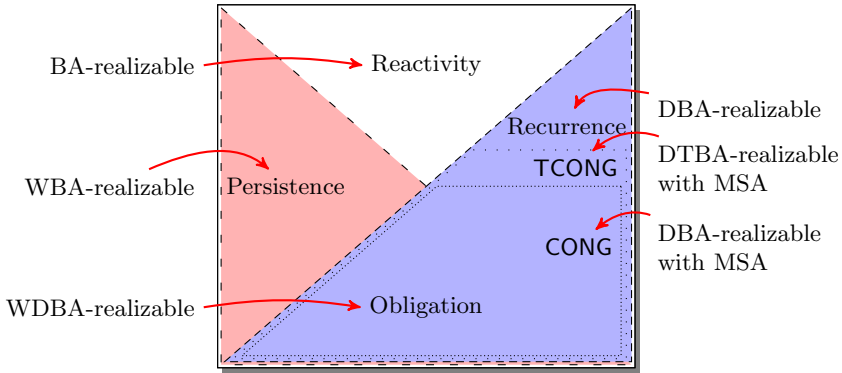 BA-realizable
Reactivity
DBA-realizable
Recurrence
DTBA-realizable
with MSA
TCONG
WBA-realizable
Persistence
DBA-realizable
with MSA
CONG
WDBA-realizable
Obligation